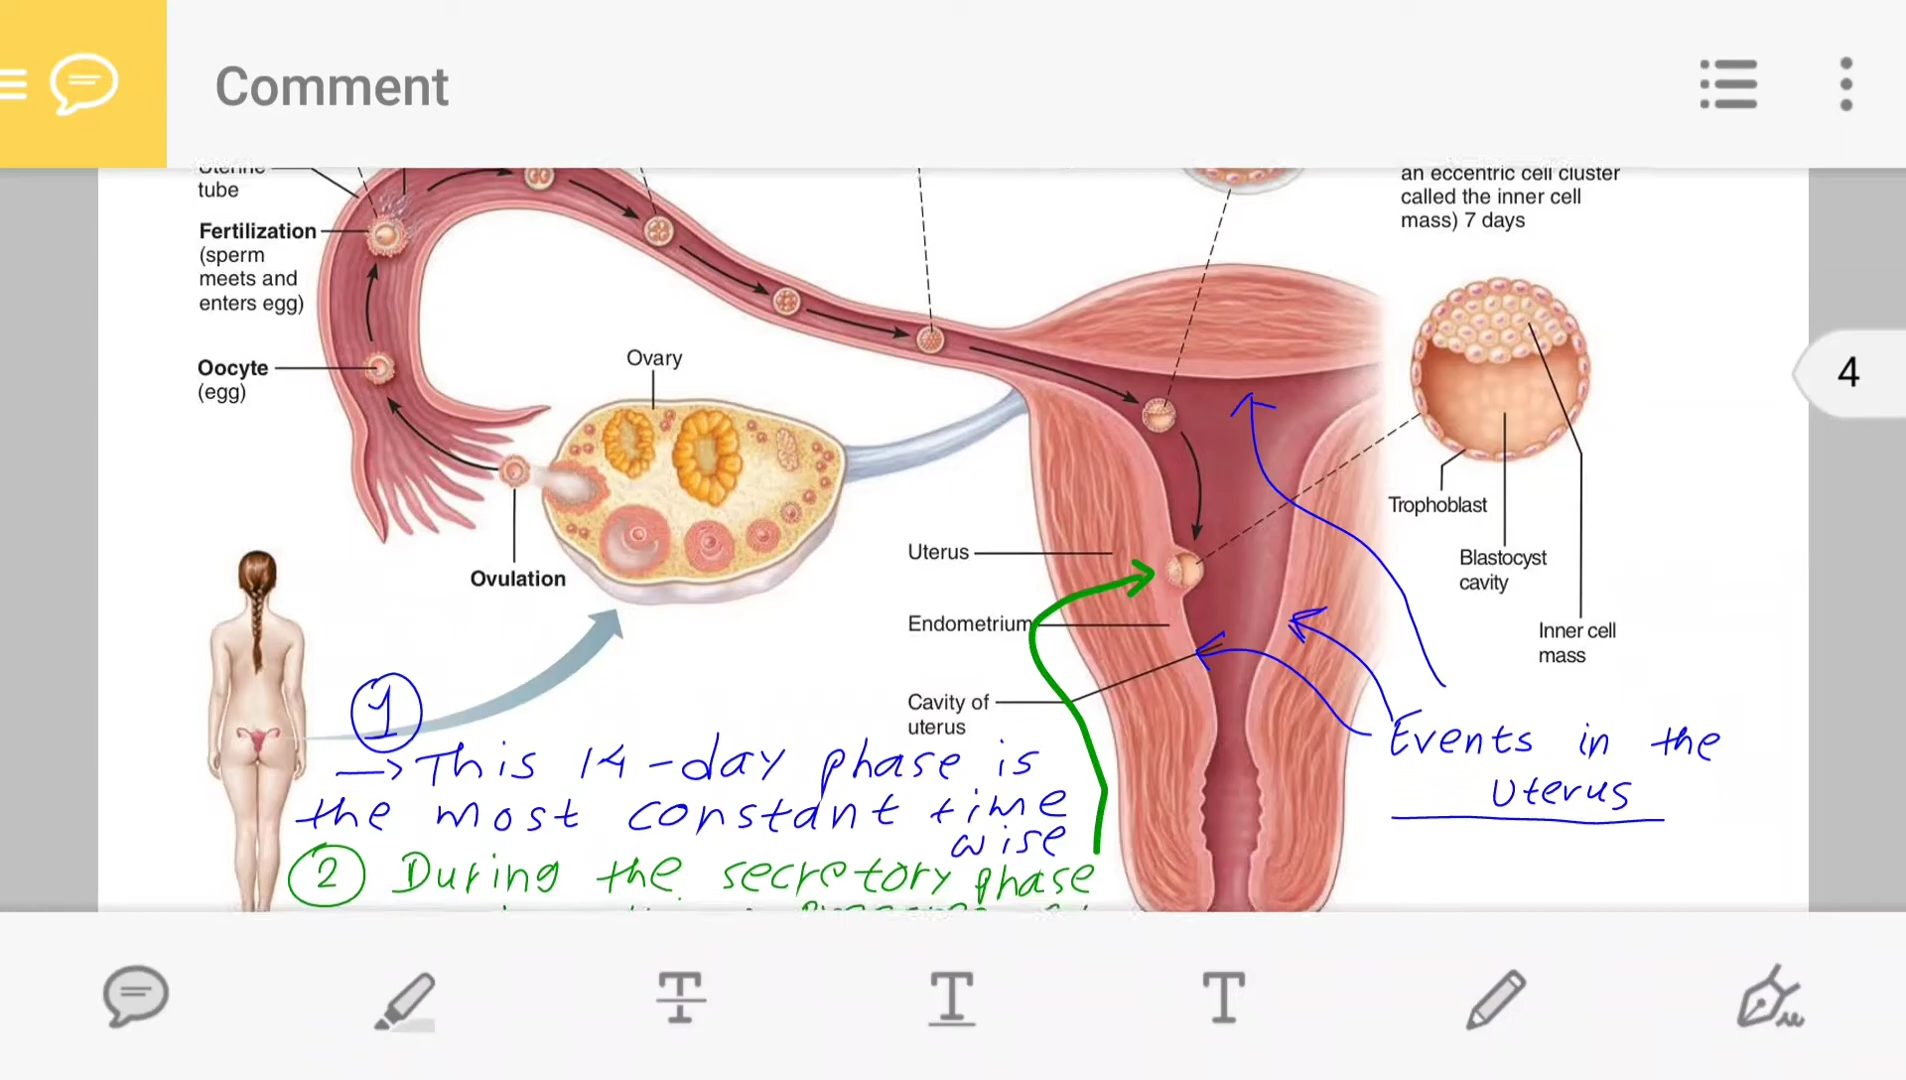 Comment
tube
Fertilization
(sperm
meets and
enters egg)
Oocyte
(egg)
Ovary
Ovulation
an eccentric cell cluster
called the inner cell
mass) 7 days
4
Trophoblast
Blastocyst
cavity
Inner cell
mass
Uterus
Endometrium
Cavity of
uterus
Events in the
Uterus
1
→ This 14-day phase is
the most constant time
wise
2 During the secretory phase